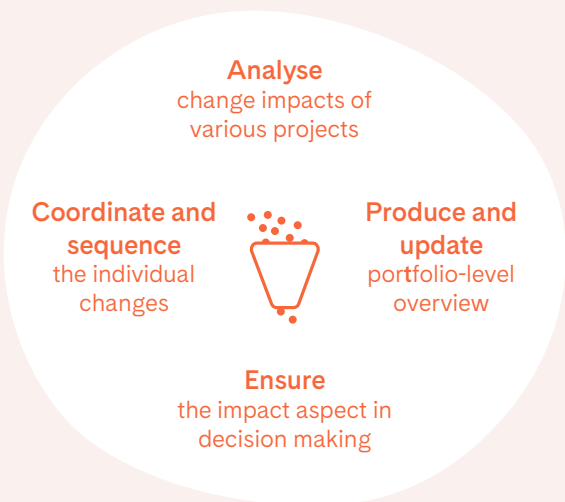 Analyse
change impacts of
various projects
Coordinate and
sequence
the individual
changes
Produce and
update
portfolio-level
overview
Ensure
the impact aspect in
decision making